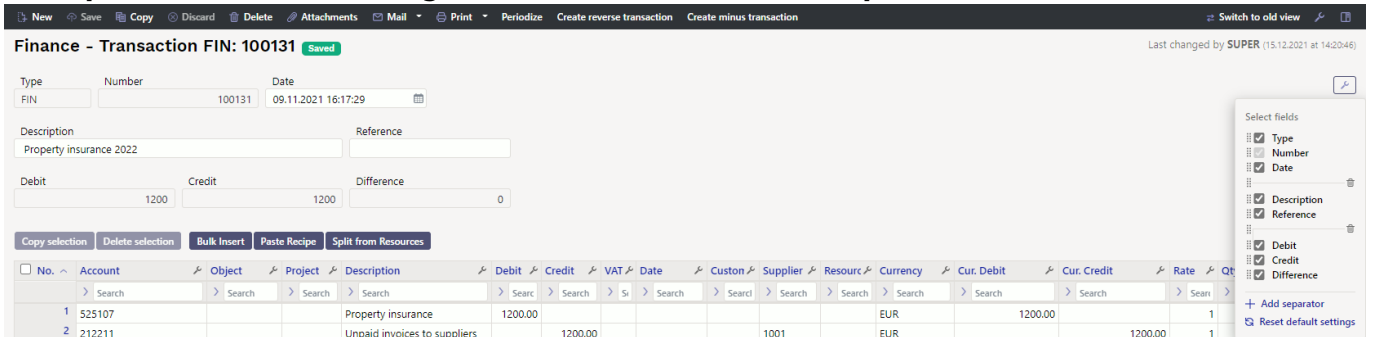 New Save Copy Discard Delete Attachments Mail Print Periodize Create reverse transaction Create minus transaction Switch to old view
Finance - Transaction FIN: 100131 Saved Last changed by SUPER (15.12.2021 at 14:20:46)
Type Number Date
FIN 100131 09.11.2021 16:17:29
Select fields
Type
Number
Date
Description
Reference
Debit
Credit
Difference
+ Add separator
Reset default settings
Description Reference
Property insurance 2022
Debit Credit Difference
1200 1200 0
Copy selection Delete selection Bulk Insert Paste Recipe Split from Resources
No. Account Object Project Description Debit Credit VAT Date Custon Supplier Resourc Currency Cur. Debit Cur. Credit Rate
Search Search Search Search Searc Search Search Search Search Search Search Search Search
1 525107 Property insurance 1200.00 EUR 1200.00 1
2 212211 Unpaid invoices to suppliers 1200.00 1001 EUR 1200.00 1